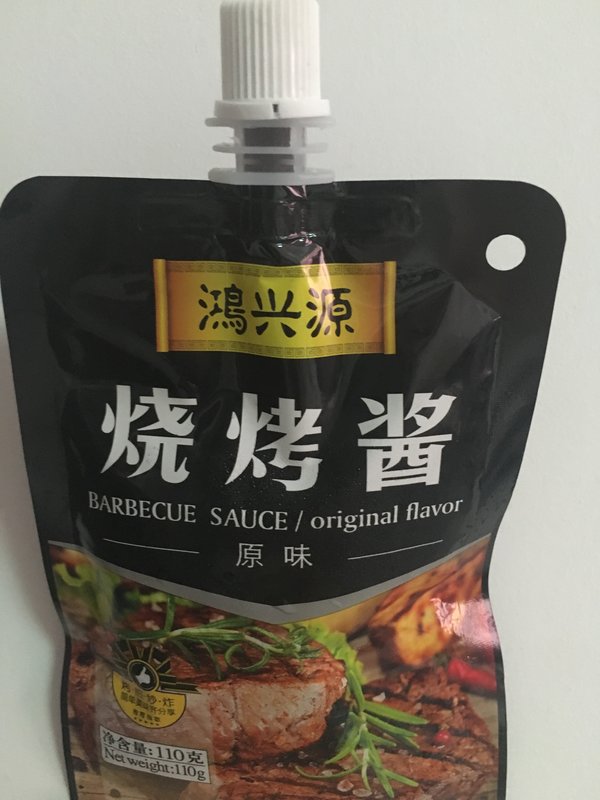 鴻兴源
烧烤酱
BARBECUE SAUCE / original flavor
原味
净含量:110克
Net weight:110g